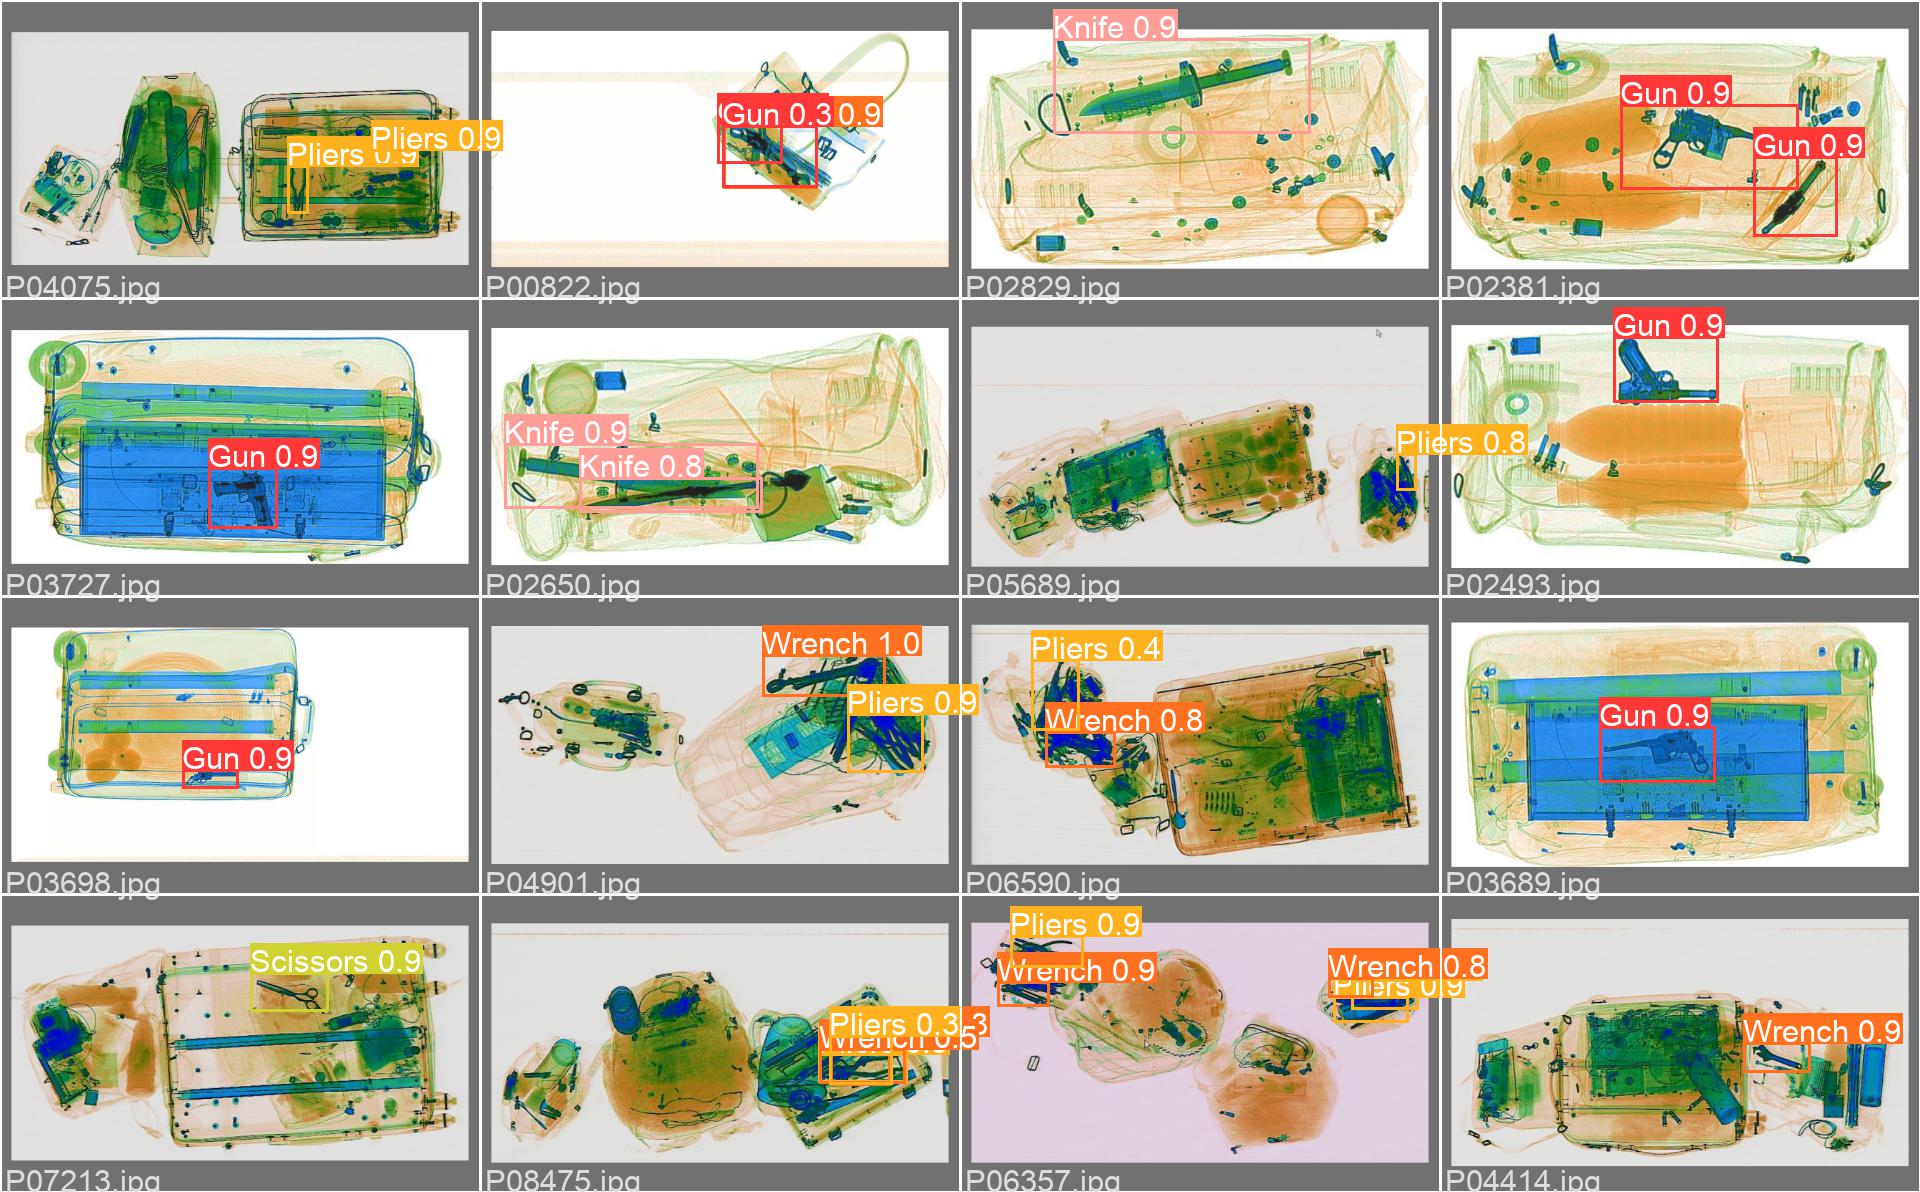 Pliers 0.9
Pliers 0.9
P04075.jpg
Gun 0.3
0.9
P00822.jpg
Knife 0.9
P02829.jpg
Gun 0.9
Gun 0.9
P02381.jpg
Gun 0.9
P03727.jpg
Knife 0.9
Knife 0.8
P02650.jpg
Pliers 0.8
P05689.jpg
Gun 0.9
P02493.jpg
Gun 0.9
P03698.jpg
Wrench 1.0
Pliers 0.9
P04901.jpg
Pliers 0.4
Wrench 0.8
P06590.jpg
Gun 0.9
P03689.jpg
Scissors 0.9
P07213.jpg
Pliers 0.3
Wrench 0.5
P08475.jpg
Pliers 0.9
Wrench 0.9
Wrench 0.8
Pliers 0.9
P06357.jpg
Wrench 0.9
P04414.jpg